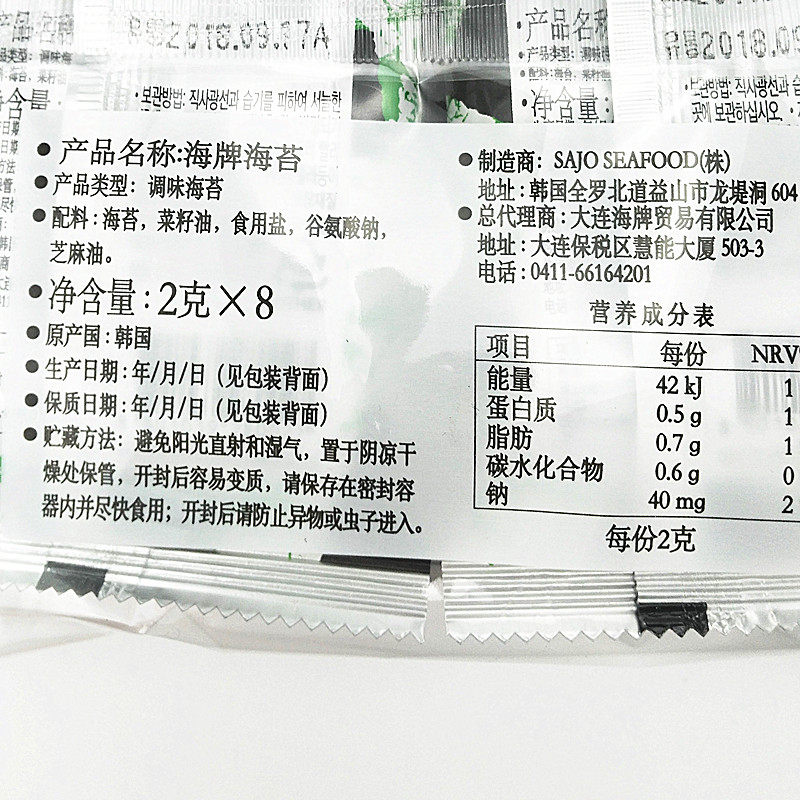 2018.09.17A
• 产品名
2018.09
• 보관방법: 직사광선과 습기를 피하여 서늘한
• 净含量:
곳에 보관하십시오.
• 产品名称:海牌海苔
• 产品类型: 调味海苔
• 配料:海苔, 菜籽油, 食用盐, 谷氨酸钠,
芝麻油。
• 净含量:2克×8
• 原产国:韩国
• 生产日期:年/月/日 (见包装背面)
• 保质日期:年/月/日 (见包装背面)
• 贮藏方法: 避免阳光直射和湿气, 置于阴凉干
燥处保管, 开封后容易变质, 请保存在密封容
器内并尽快食用; 开封后请防止异物或虫子进入。
• 制造商: SAJO SEAFOOD(株)
地址:韩国全罗北道益山市龙堤洞 604
• 总代理商:大连海牌贸易有限公司
地址:大连保税区慧能大厦 503-3
电话:0411-66164201
营养成分表
项目 每份 NRV
能量 42 kJ 1
蛋白质 0.5 g 1
脂肪 0.7 g 1
碳水化合物 0.6 g 0
钠 40 mg 2
每份2克